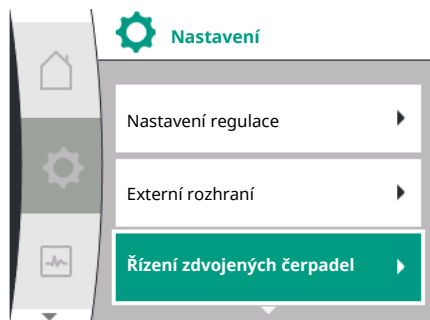 Nastavení
Nastavení regulace
Externí rozhraní
Řízení zdvojených čerpadel